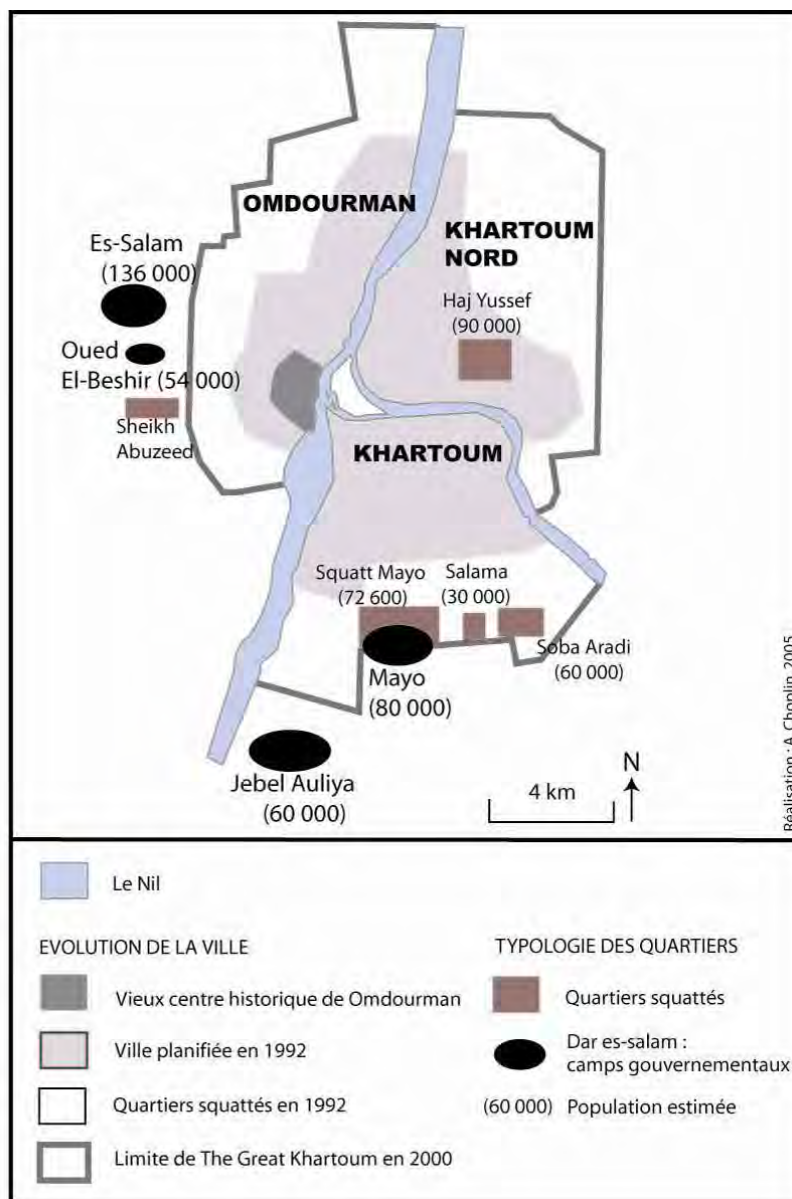 OMDOURMAN
KHARTOUM
NORD
Es-Salam
(136 000)
Haj Yussef
(90 000)
Oued
El-Beshir (54 000)
Sheikh
Abuzeed
KHARTOUM
Squatt Mayo
(72 600)
Salama
(30 000)
Soba Aradi
(60 000)
Mayo
(80 000)
Jebel Auliya
(60 000)
4 km
N
Réalisation : A. Choplin, 2005
Le Nil
EVOLUTION DE LA VILLE
Vieux centre historique de Omdourman
Ville planifiée en 1992
Quartiers squattés en 1992
Limite de The Great Khartoum en 2000
TYPOLOGIE DES QUARTIERS
Quartiers squattés
Dar es-salam :
camps gouvernementaux
(60 000) Population estimée